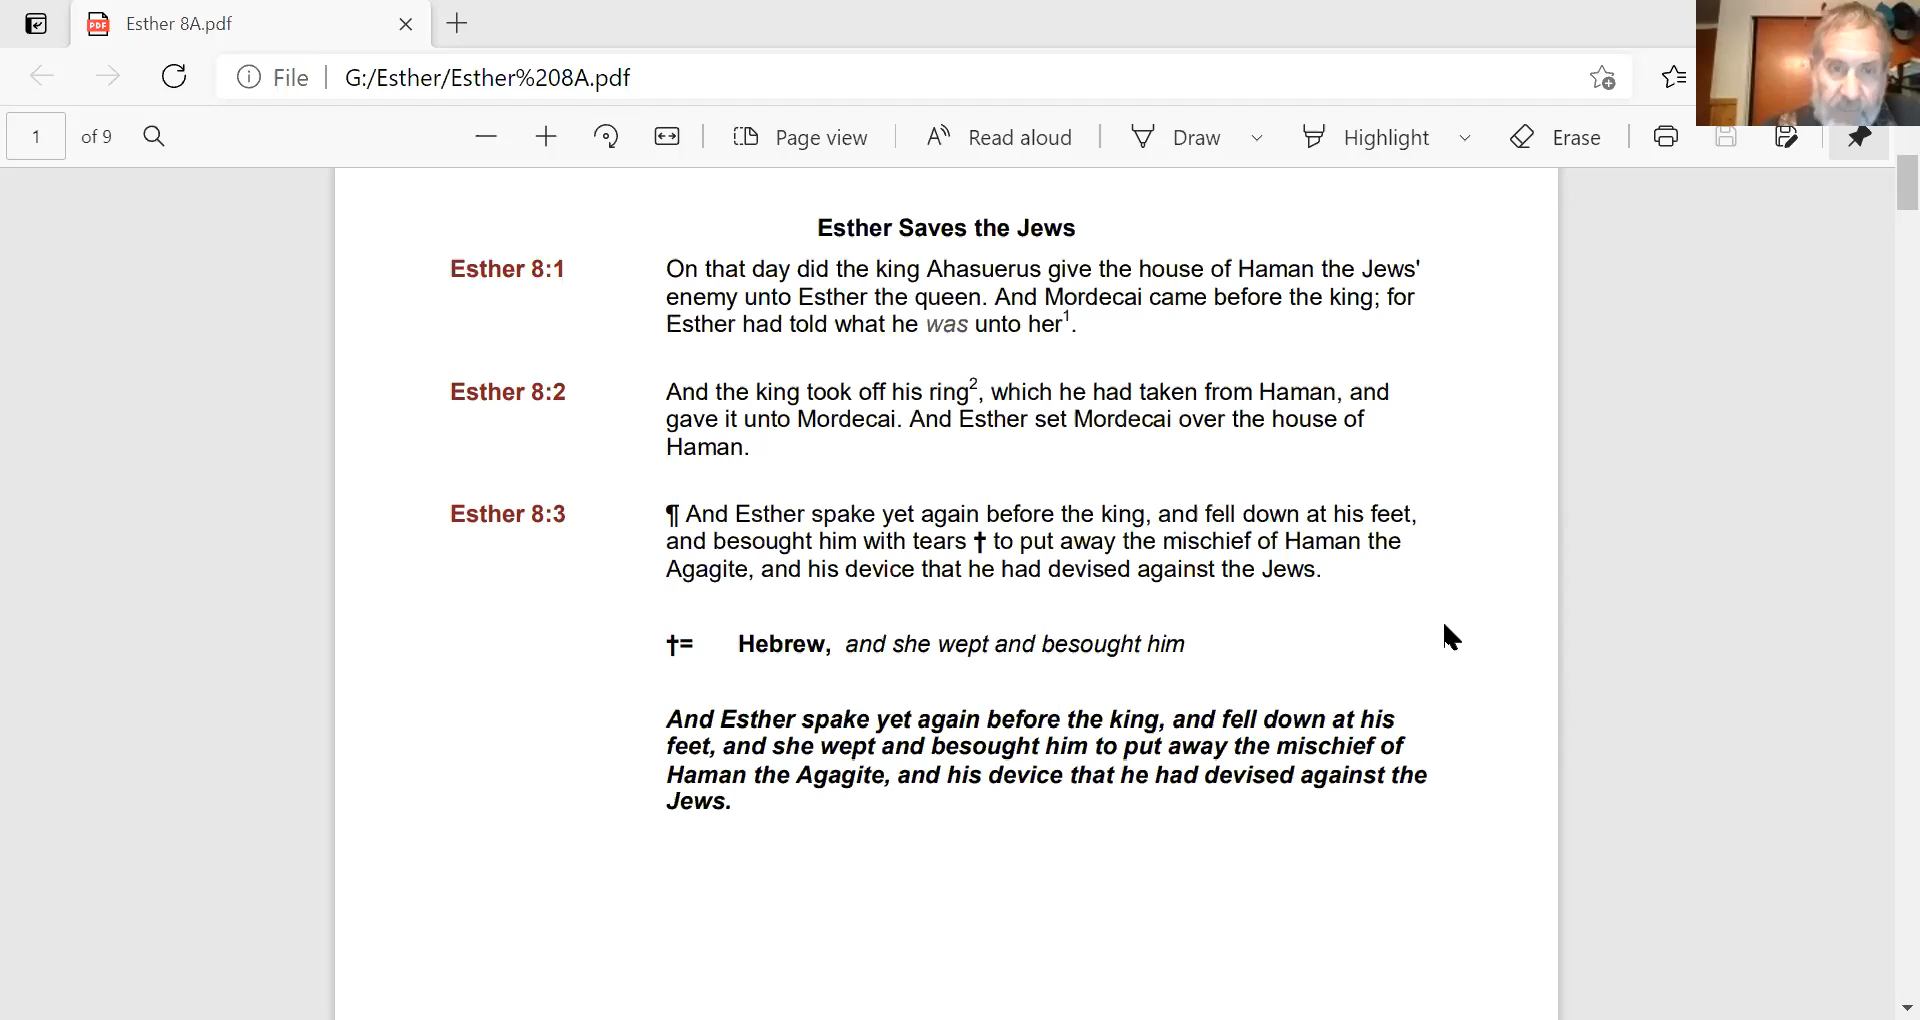 Esther 8A.pdf
File G:/Esther/Esther%208A.pdf
1 of 9 Page view Read aloud Draw Highlight Erase
Esther Saves the Jews
Esther 8:1 On that day did the king Ahasuerus give the house of Haman the Jews'
enemy unto Esther the queen. And Mordecai came before the king; for
Esther had told what he was unto her1.
Esther 8:2 And the king took off his ring2, which he had taken from Haman, and
gave it unto Mordecai. And Esther set Mordecai over the house of
Haman.
Esther 8:3 ¶ And Esther spake yet again before the king, and fell down at his feet,
and besought him with tears † to put away the mischief of Haman the
Agagite, and his device that he had devised against the Jews.
†= Hebrew, and she wept and besought him
And Esther spake yet again before the king, and fell down at his
feet, and she wept and besought him to put away the mischief of
Haman the Agagite, and his device that he had devised against the
Jews.